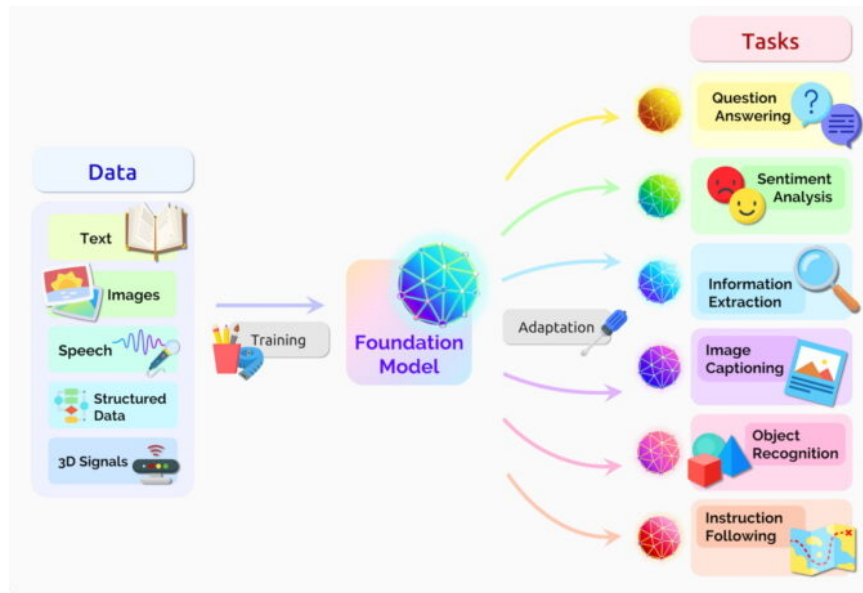 Data
Text
Images
Speech
Structured
Data
3D Signals
Training
Foundation
Model
Adaptation
Tasks
Question
Answering
?
Sentiment
Analysis
Information
Extraction
Image
Captioning
Object
Recognition
Instruction
Following